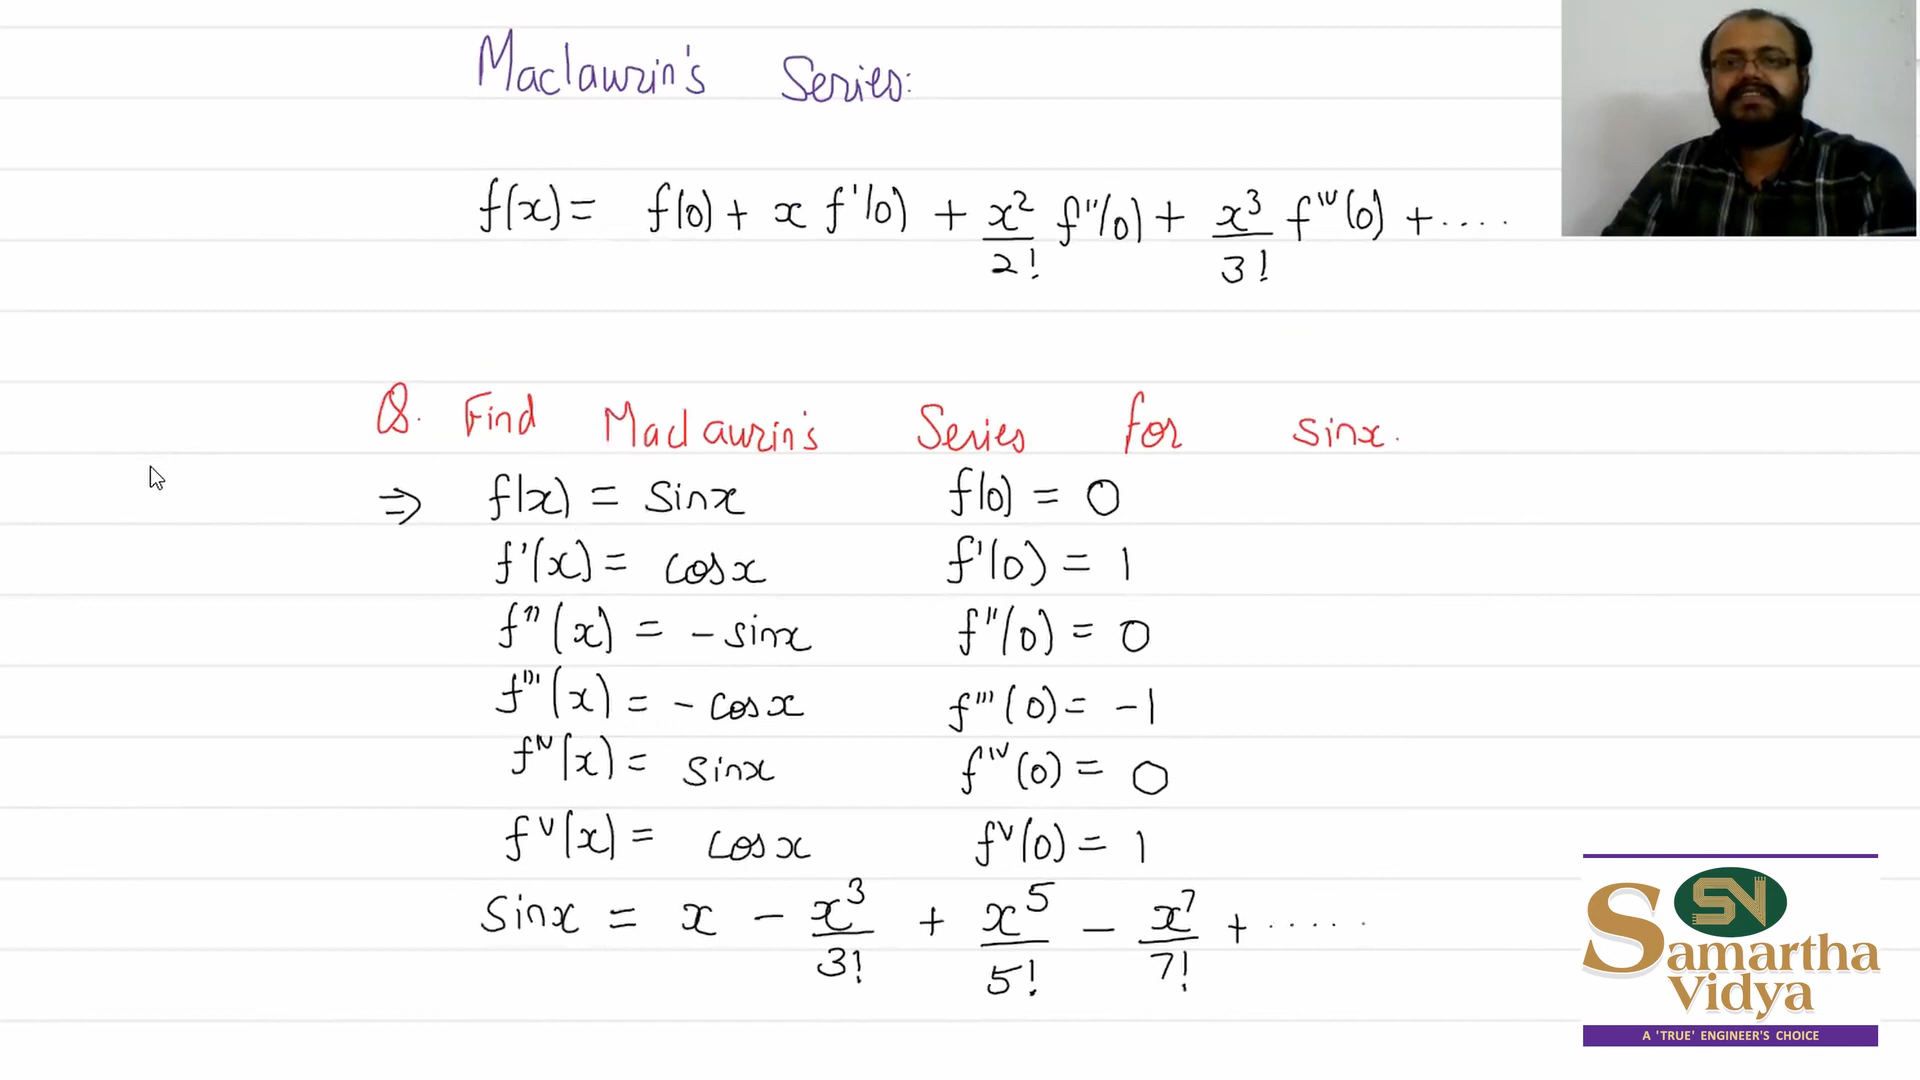 Maclaurin's Series:
f(x) = f(0) + x f'(0) + x²/2! f''(0) + x³/3! f'''(0) + ....
Q. Find Maclaurin's Series for sinx.
⇒ f(x) = sinx f(0) = 0
f'(x) = cosx f'(0) = 1
f''(x) = - sinx f''(0) = 0
f'''(x) = - cosx f'''(0) = -1
f^IV(x) = sinx f^IV(0) = 0
f^V(x) = cosx f^V(0) = 1
sinx = x - x³/3! + x⁵/5! - x⁷/7! + .....
SV
Samartha
Vidya
A 'TRUE' ENGINEER'S CHOICE